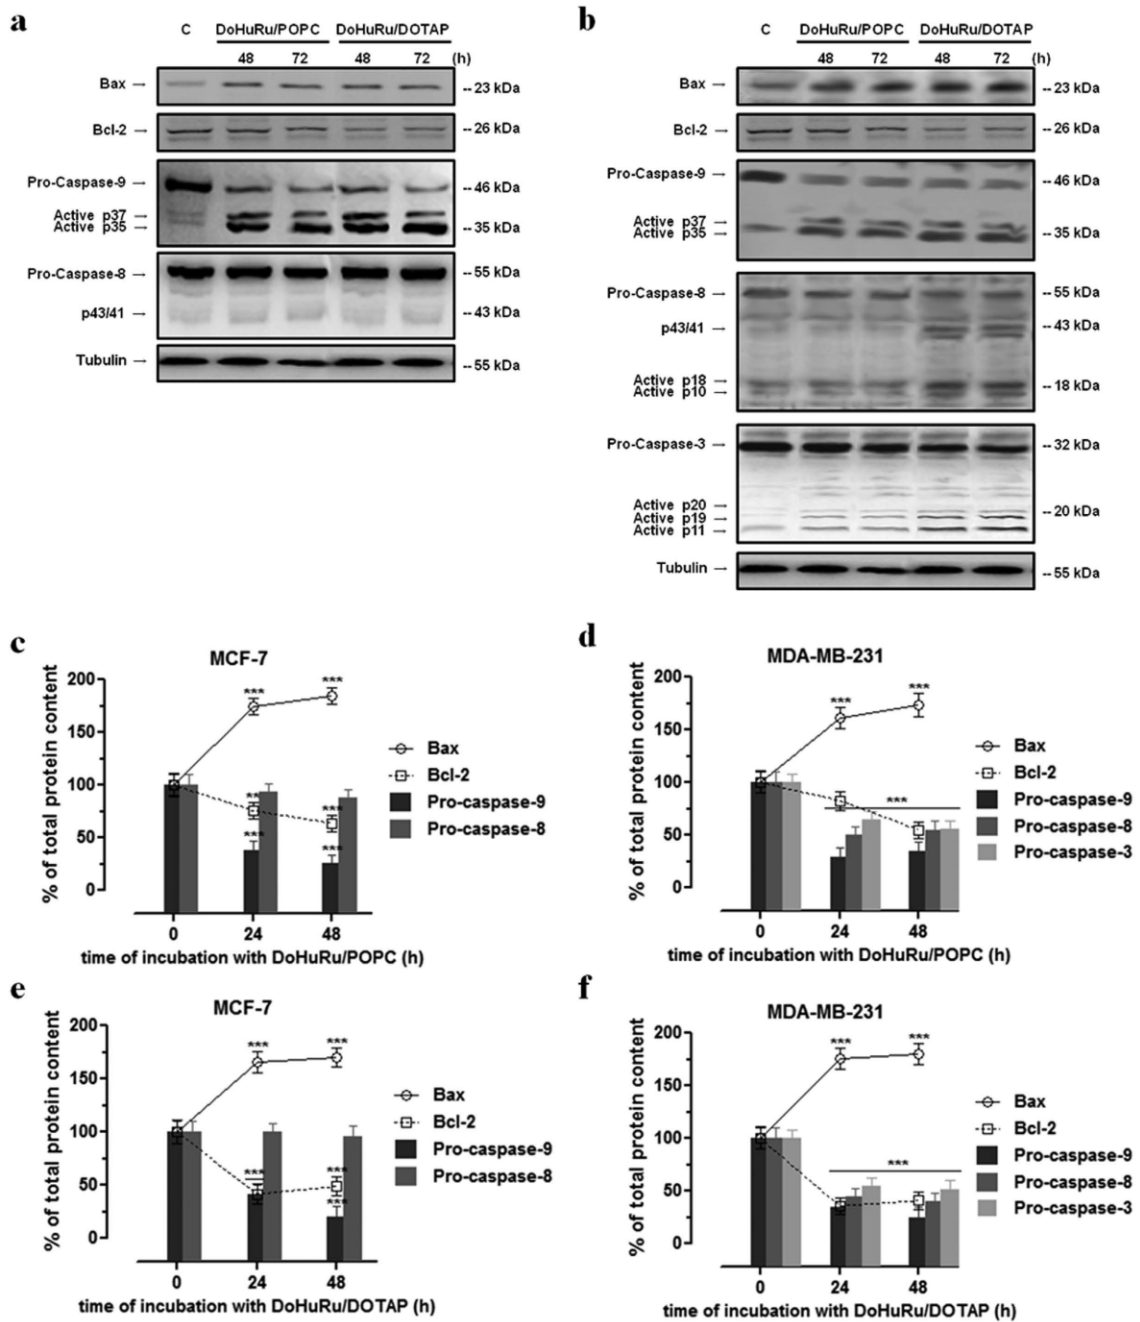 a
C DoHuRu/POPC DoHuRu/DOTAP
48 72 48 72 (h)
Bax → -- 23 kDa
Bcl-2 → -- 26 kDa
Pro-Caspase-9 → -- 46 kDa
Active p37 →
Active p35 → -- 35 kDa
Pro-Caspase-8 → -- 55 kDa
p43/41 → -- 43 kDa
Tubulin → -- 55 kDa
b
C DoHuRu/POPC DoHuRu/DOTAP
48 72 48 72 (h)
Bax → -- 23 kDa
Bcl-2 → -- 26 kDa
Pro-Caspase-9 → -- 46 kDa
Active p37 →
Active p35 → -- 35 kDa
Pro-Caspase-8 → -- 55 kDa
p43/41 → -- 43 kDa
Active p18 → -- 18 kDa
Active p10 →
Pro-Caspase-3 → -- 32 kDa
Active p20 → -- 20 kDa
Active p19 →
Active p11 →
Tubulin → -- 55 kDa
c
MCF-7
% of total protein content
200
150
100
50
0
*** ***
** ***
*** ***
Bax
Bcl-2
Pro-caspase-9
Pro-caspase-8
0 24 48
time of incubation with DoHuRu/POPC (h)
d
MDA-MB-231
% of total protein content
200
150
100
50
0
*** ***
***
Bax
Bcl-2
Pro-caspase-9
Pro-caspase-8
Pro-caspase-3
0 24 48
time of incubation with DoHuRu/POPC (h)
e
MCF-7
% of total protein content
200
150
100
50
0
*** ***
*** ***
***
Bax
Bcl-2
Pro-caspase-9
Pro-caspase-8
0 24 48
time of incubation with DoHuRu/DOTAP (h)
f
MDA-MB-231
% of total protein content
200
150
100
50
0
*** ***
***
Bax
Bcl-2
Pro-caspase-9
Pro-caspase-8
Pro-caspase-3
0 24 48
time of incubation with DoHuRu/DOTAP (h)